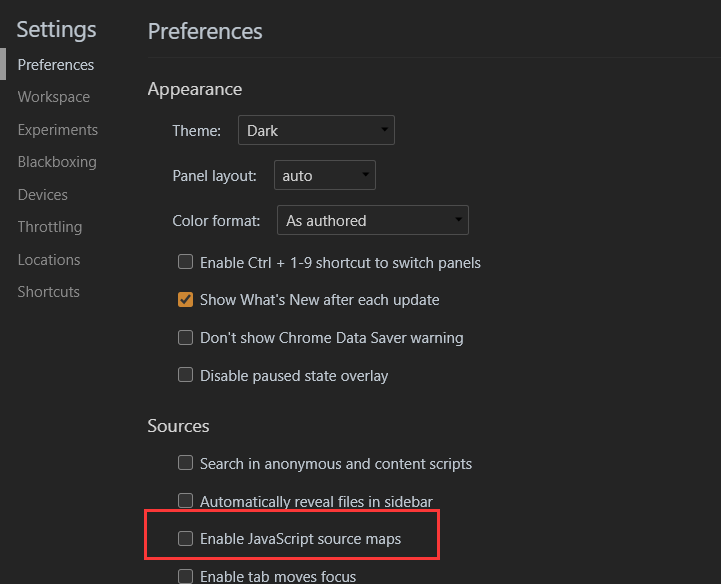 Settings
Preferences
Workspace
Experiments
Blackboxing
Devices
Throttling
Locations
Shortcuts
Preferences
Appearance
Theme: Dark
Panel layout: auto
Color format: As authored
Enable Ctrl + 1-9 shortcut to switch panels
Show What's New after each update
Don't show Chrome Data Saver warning
Disable paused state overlay
Sources
Search in anonymous and content scripts
Automatically reveal files in sidebar
Enable JavaScript source maps
Enable tab moves focus